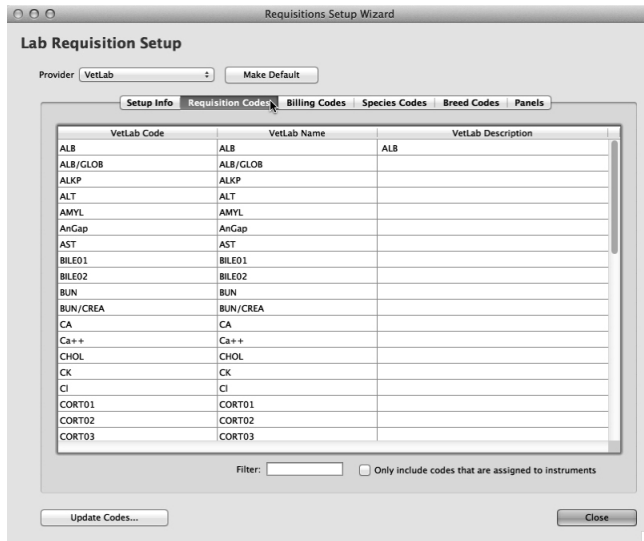 Requisitions Setup Wizard
Lab Requisition Setup
Provider VetLab Make Default
Setup Info Requisition Codes Billing Codes Species Codes Breed Codes Panels
VetLab Code VetLab Name VetLab Description
ALB ALB ALB
ALB/GLOB ALB/GLOB
ALKP ALKP
ALT ALT
AMYL AMYL
AnGap AnGap
AST AST
BILE01 BILE01
BILE02 BILE02
BUN BUN
BUN/CREA BUN/CREA
CA CA
Ca++ Ca++
CHOL CHOL
CK CK
Cl Cl
CORT01 CORT01
CORT02 CORT02
CORT03 CORT03
Filter: Only include codes that are assigned to instruments
Update Codes... Close